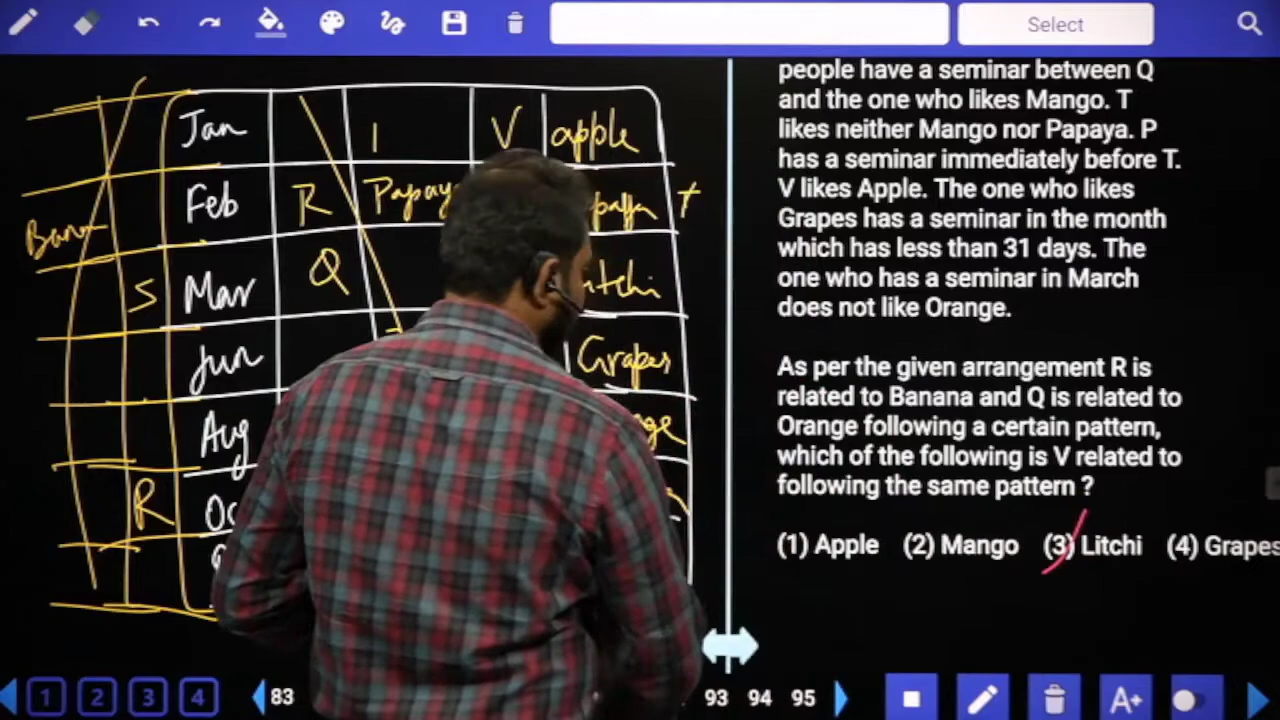 Select
people have a seminar between Q
and the one who likes Mango. T
likes neither Mango nor Papaya. P
has a seminar immediately before T.
V likes Apple. The one who likes
Grapes has a seminar in the month
which has less than 31 days. The
one who has a seminar in March
does not like Orange.
As per the given arrangement R is
related to Banana and Q is related to
Orange following a certain pattern,
which of the following is V related to
following the same pattern ?
(1) Apple (2) Mango (3) Litchi (4) Grapes
Jan 1 V apple
Feb R T
S Mar Q
Jun Grapes
Aug
R
1 2 3 4 83 93 94 95 A+